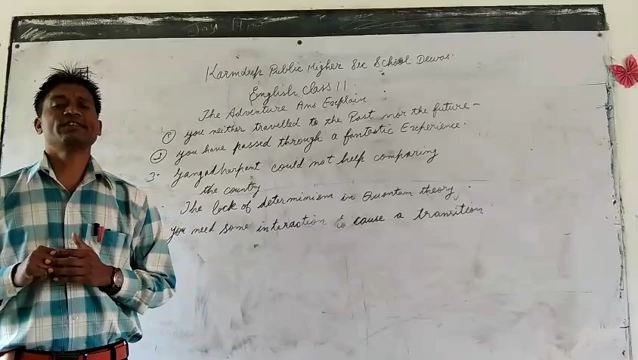 Karmdeep Public Higher Sec School Dewas.
English Class 11
The Adventure Ans Explain
① you neither travelled to the Past nor the future -
② you have passed through a fantastic Experience.
3. Gangadharpant could not help comparing
the country
The lock of determinism in Quantum theory.
you need some interaction to cause a transition